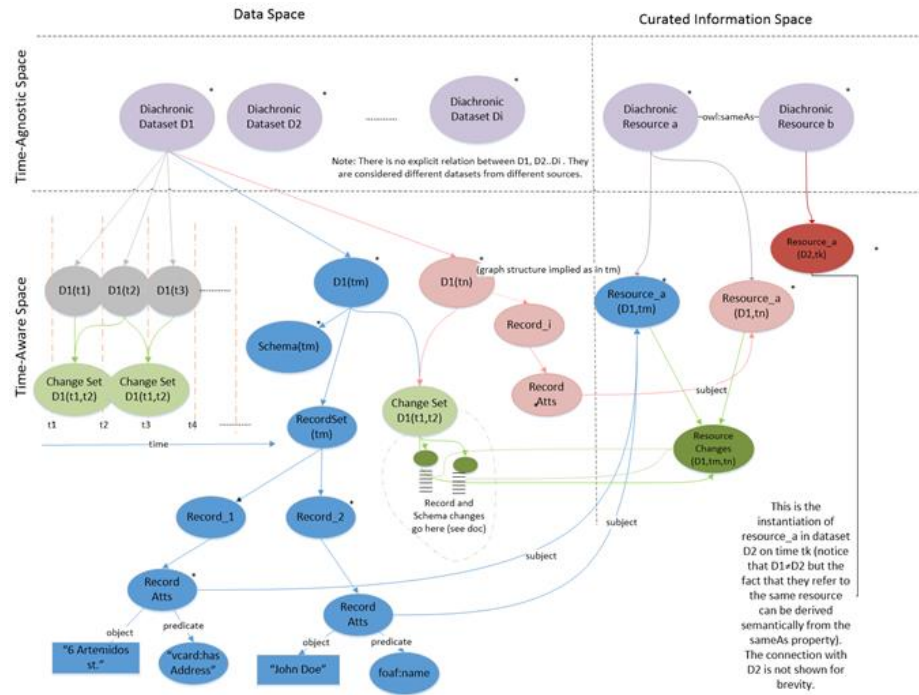 Data Space
Curated Information Space
Time-Agnostic Space
Diachronic
Dataset D1
*
Diachronic
Dataset D2
*
..........
Diachronic
Dataset Di
*
Diachronic
Resource a
*
owl:sameAs
Diachronic
Resource b
*
Note: There is no explicit relation between D1, D2..Di . They
are considered different datasets from different sources.
Time-Aware Space
D1(t1)
D1(t2)
D1(t3)
..........
D1(tm)
*
D1(tn)
*
(graph structure implied as in tm)
Resource_a
(D2,tk)
*
Resource_a
(D1,tm)
*
Resource_a
(D1,tn)
*
Schema(tm)
*
Record_i
Record
Atts
subject
Change Set
D1(t1,t2)
Change Set
D1(t1,t2)
Change Set
D1(t1,t2)
t1
t2
t3
t4
..........
time
RecordSet
(tm)
Resource
Changes
(D1,tm,tn)
Record and
Schema changes
go here (see doc)
Record_1
*
Record_2
*
subject
subject
Record
Atts
*
Record
Atts
object
predicate
object
predicate
"6 Artemidos
st."
"vcard:has
Address"
"John Doe"
foaf:name
This is the
instantiation of
resource_a in dataset
D2 on time tk (notice
that D1≠D2 but the
fact that they refer to
the same resource
can be derived
semantically from the
sameAs property).
The connection with
D2 is not shown for
brevity.